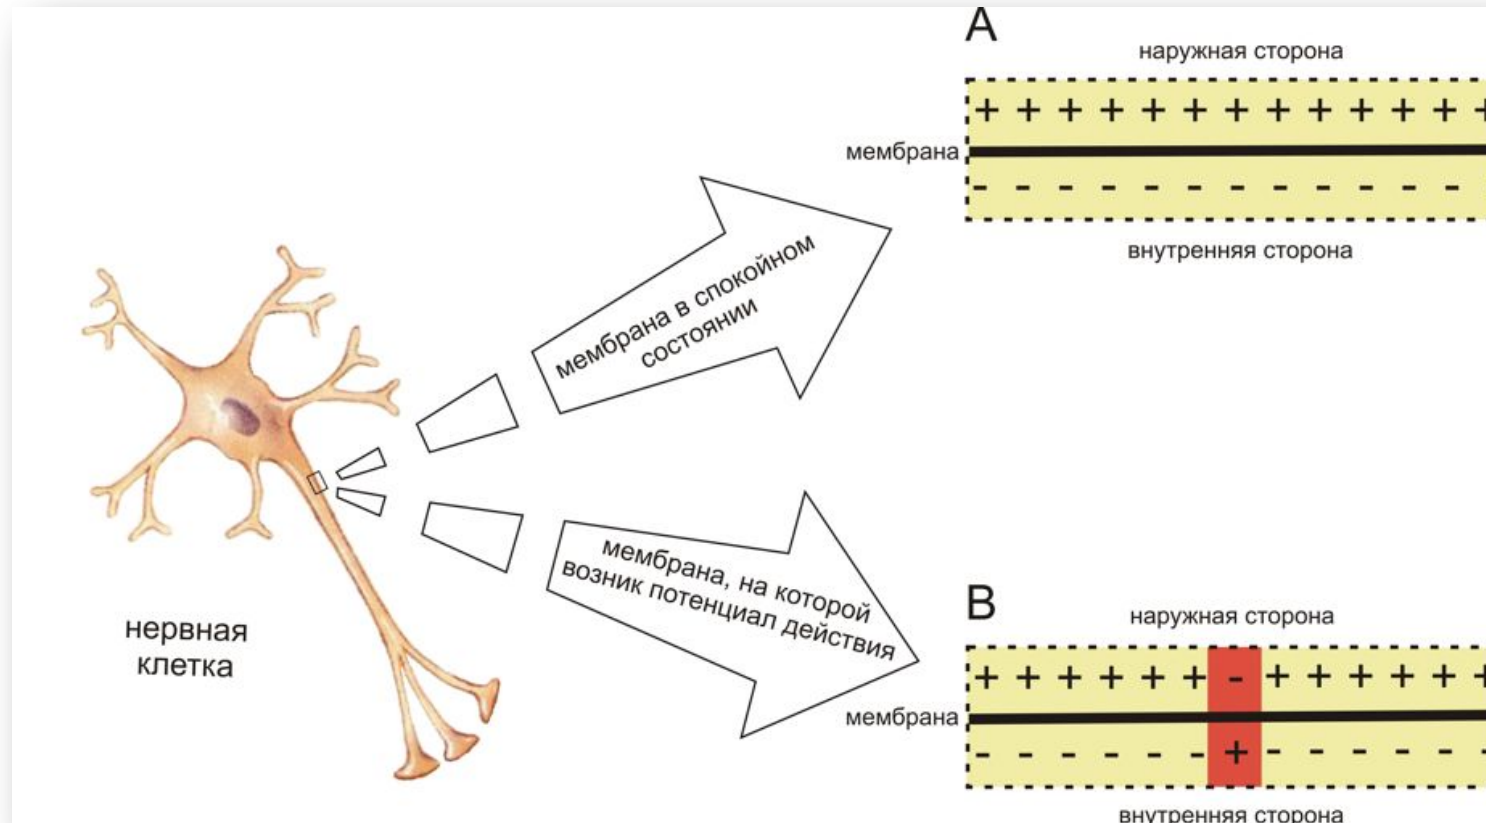 A
наружная сторона
+ + + + + + + + + + + + +
мембрана
- - - - - - - - - - - -
внутренняя сторона
мембрана в спокойном
состоянии
мембрана, на которой
возник потенциал действия
нервная
клетка
B
наружная сторона
+ + + + + + - + + + + + +
мембрана
- - - - - - + - - - - - -
внутренняя сторона